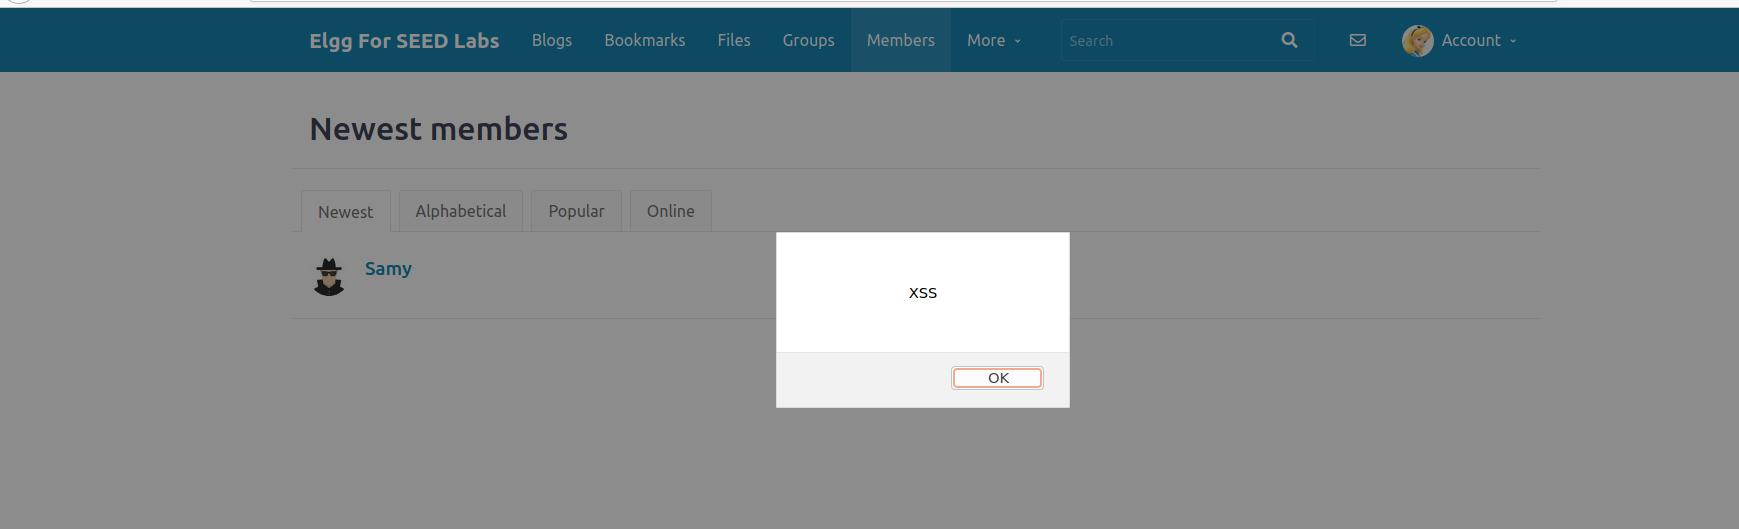 Elgg For SEED Labs Blogs Bookmarks Files Groups Members More Search Account
Newest members
Newest Alphabetical Popular Online
Samy
XSS
OK